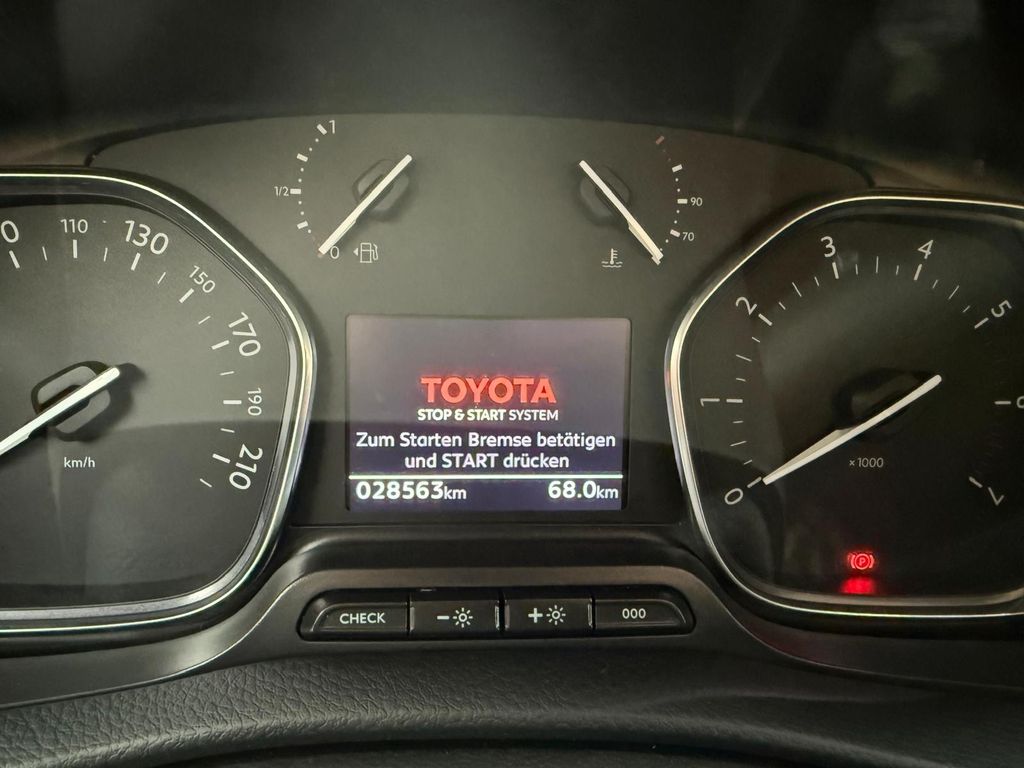 1
1/2
0
90
70
110
130
150
170
190
210
km/h
TOYOTA
STOP & START SYSTEM
Zum Starten Bremse betätigen
und START drücken
028563km 68.0km
0
1
2
3
4
5
7
x1000
P
CHECK - + 000